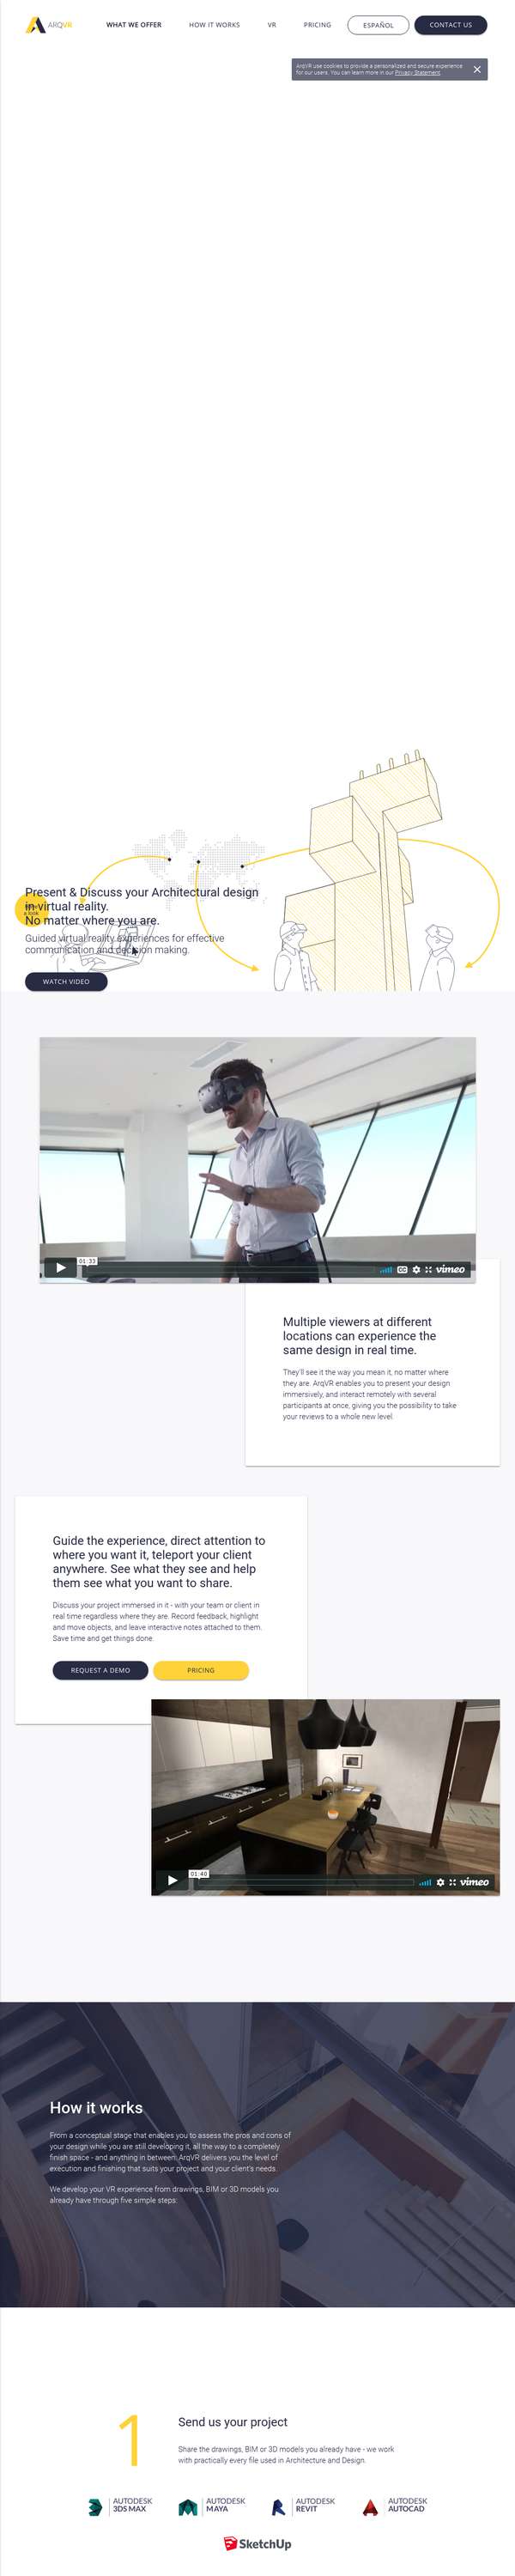 ARQVR
WHAT WE OFFER
HOW IT WORKS
VR
PRICING
ESPAÑOL
CONTACT US
ArqVR use cookies to provide a personalized and secure experience
for our users. You can learn more in our Privacy Statement.
Present & Discuss your Architectural design
in virtual reality.
No matter where you are.
Guided virtual reality experiences for effective
communication and decision making.
WATCH VIDEO
01:33
CC
vimeo
Multiple viewers at different
locations can experience the
same design in real time.
They'll see it the way you mean it, no matter where
they are. ArqVR enables you to present your design
immersively, and interact remotely with several
participants at once, giving you the possibility to take
your reviews to a whole new level.
Guide the experience, direct attention to
where you want it, teleport your client
anywhere. See what they see and help
them see what you want to share.
Discuss your project immersed in it - with your team or client in
real time regardless where they are. Record feedback, highlight
and move objects, and leave interactive notes attached to them.
Save time and get things done.
REQUEST A DEMO
PRICING
01:40
vimeo
How it works
From a conceptual stage that enables you to assess the pros and cons of
your design while you are still developing it, all the way to a completely
finish space - and anything in between. ArqVR delivers you the level of
execution and finishing that suits your project and your client's needs.
We develop your VR experience from drawings, BIM or 3D models you
already have through five simple steps:
1
Send us your project
Share the drawings, BIM or 3D models you already have - we work
with practically every file used in Architecture and Design.
AUTODESK
3DS MAX
AUTODESK
MAYA
AUTODESK
REVIT
AUTODESK
AUTOCAD
SketchUp